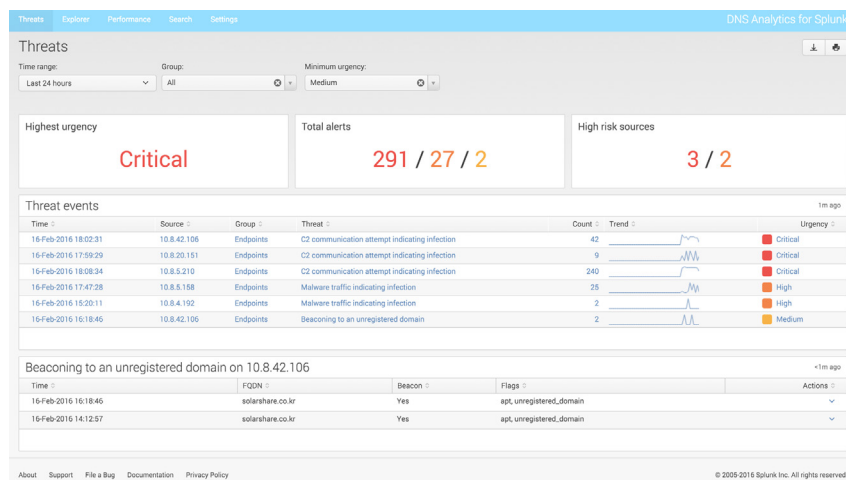 Threats Explorer Performance Search Settings DNS Analytics for Splunk
Threats
Time range: Group: Minimum urgency:
Last 24 hours All Medium
Highest urgency Total alerts High risk sources
Critical 291 / 27 / 2 3 / 2
Threat events 1m ago
Time Source Group Threat Count Trend Urgency
16-Feb-2016 18:02:31 10.8.42.106 Endpoints C2 communication attempt indicating infection 42 Critical
16-Feb-2016 17:59:29 10.8.20.151 Endpoints C2 communication attempt indicating infection 9 Critical
16-Feb-2016 18:08:34 10.8.5.210 Endpoints C2 communication attempt indicating infection 240 Critical
16-Feb-2016 17:47:28 10.8.5.158 Endpoints Malware traffic indicating infection 25 High
16-Feb-2016 15:20:11 10.8.4.192 Endpoints Malware traffic indicating infection 2 High
16-Feb-2016 16:18:46 10.8.42.106 Endpoints Beaconing to an unregistered domain 2 Medium
Beaconing to an unregistered domain on 10.8.42.106 <1m ago
Time FQDN Beacon Flags Actions
16-Feb-2016 16:18:46 solarshare.co.kr Yes apt, unregistered_domain
16-Feb-2016 14:12:57 solarshare.co.kr Yes apt, unregistered_domain
About Support File a Bug Documentation Privacy Policy © 2005-2016 Splunk Inc. All rights reserved